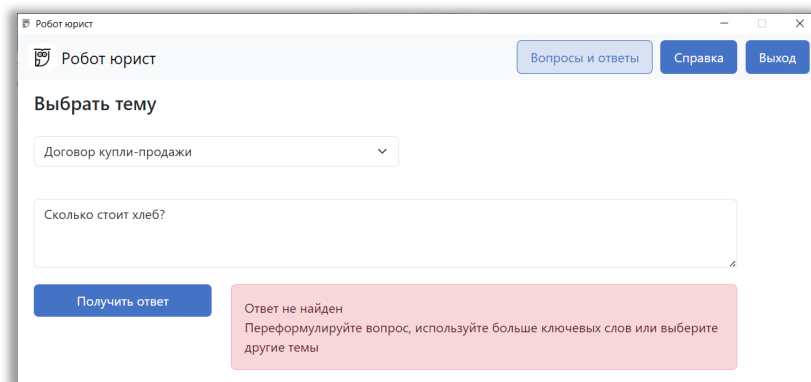 Робот юрист
Робот юрист
Вопросы и ответы
Справка
Выход
Выбрать тему
Договор купли-продажи
Сколько стоит хлеб?
Получить ответ
Ответ не найден
Переформулируйте вопрос, используйте больше ключевых слов или выберите
другие темы